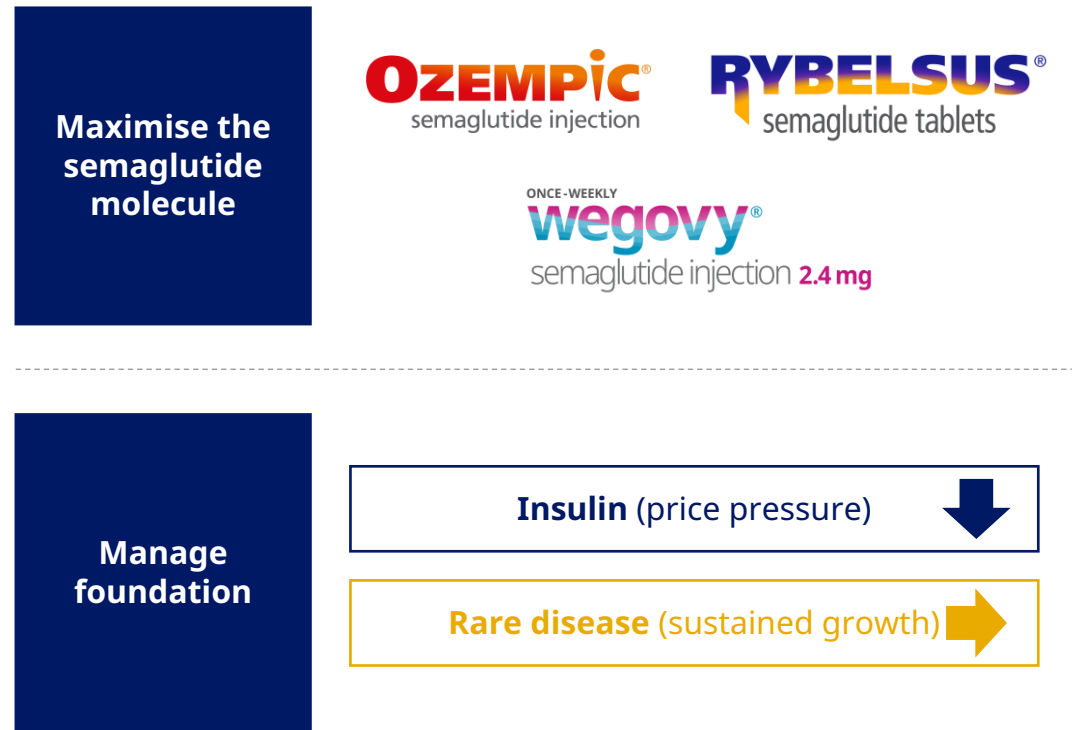 Maximise the
semaglutide
molecule
OZEMPIC®
semaglutide injection
RYBELSUS®
semaglutide tablets
ONCE-WEEKLY
wegovy®
semaglutide injection 2.4 mg
Manage
foundation
Insulin (price pressure)
Rare disease (sustained growth)